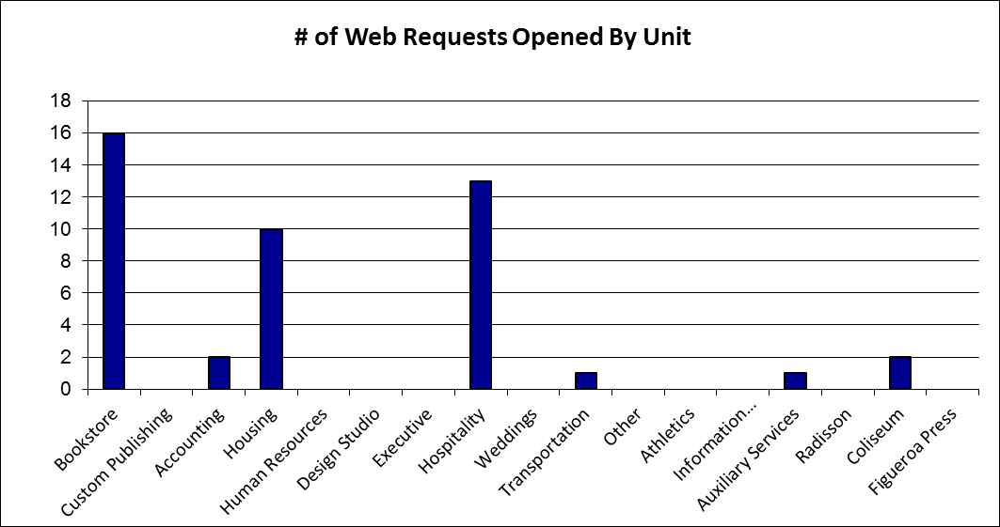 # of Web Requests Opened By Unit
18
16
14
12
10
8
6
4
2
0
Bookstore
Custom Publishing
Accounting
Housing
Human Resources
Design Studio
Executive
Hospitality
Weddings
Transportation
Other
Athletics
Information...
Auxiliary Services
Radisson
Coliseum
Figueroa Press